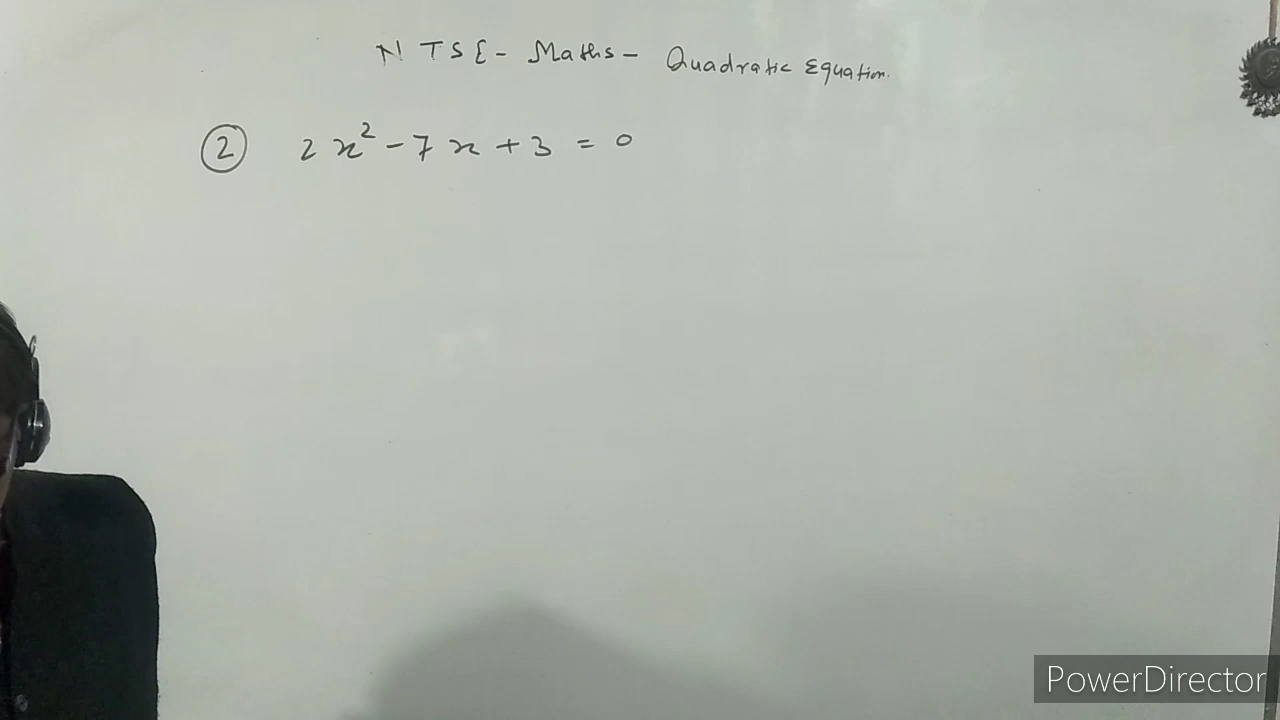 NTSE - Maths - Quadratic Equation.
② 2x² - 7x + 3 = 0
PowerDirector